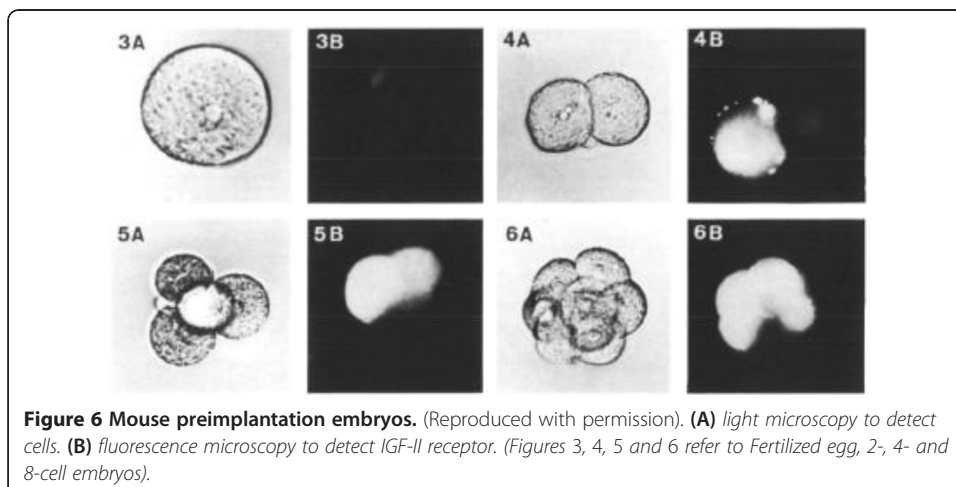 3A 3B 4A 4B
5A 5B 6A 6B
Figure 6 Mouse preimplantation embryos. (Reproduced with permission). (A) light microscopy to detect
cells. (B) fluorescence microscopy to detect IGF-II receptor. (Figures 3, 4, 5 and 6 refer to Fertilized egg, 2-, 4- and
8-cell embryos).